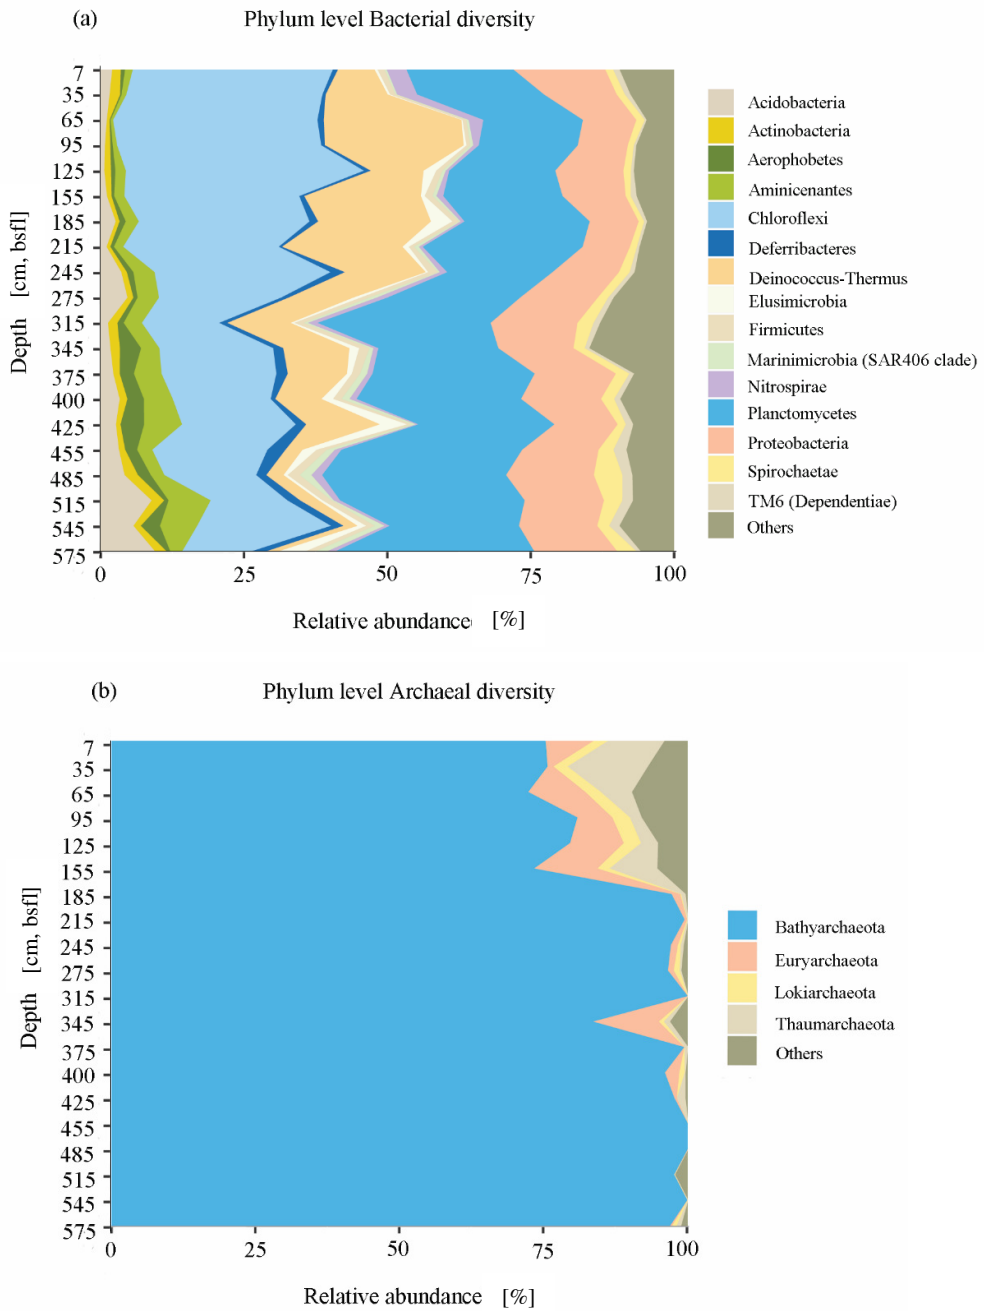 (a) Phylum level Bacterial diversity
7
35
65
95
125
155
185
215
245
275
315
345
375
400
425
455
485
515
545
575
Depth [cm, bsfl]
0 25 50 75 100
Relative abundance [%]
Acidobacteria
Actinobacteria
Aerophobetes
Aminicenantes
Chloroflexi
Deferribacteres
Deinococcus-Thermus
Elusimicrobia
Firmicutes
Marinimicrobia (SAR406 clade)
Nitrospirae
Planctomycetes
Proteobacteria
Spirochaetae
TM6 (Dependentiae)
Others
(b) Phylum level Archaeal diversity
7
35
65
95
125
155
185
215
245
275
315
345
375
400
425
455
485
515
545
575
Depth [cm, bsfl]
0 25 50 75 100
Relative abundance [%]
Bathyarchaeota
Euryarchaeota
Lokiarchaeota
Thaumarchaeota
Others